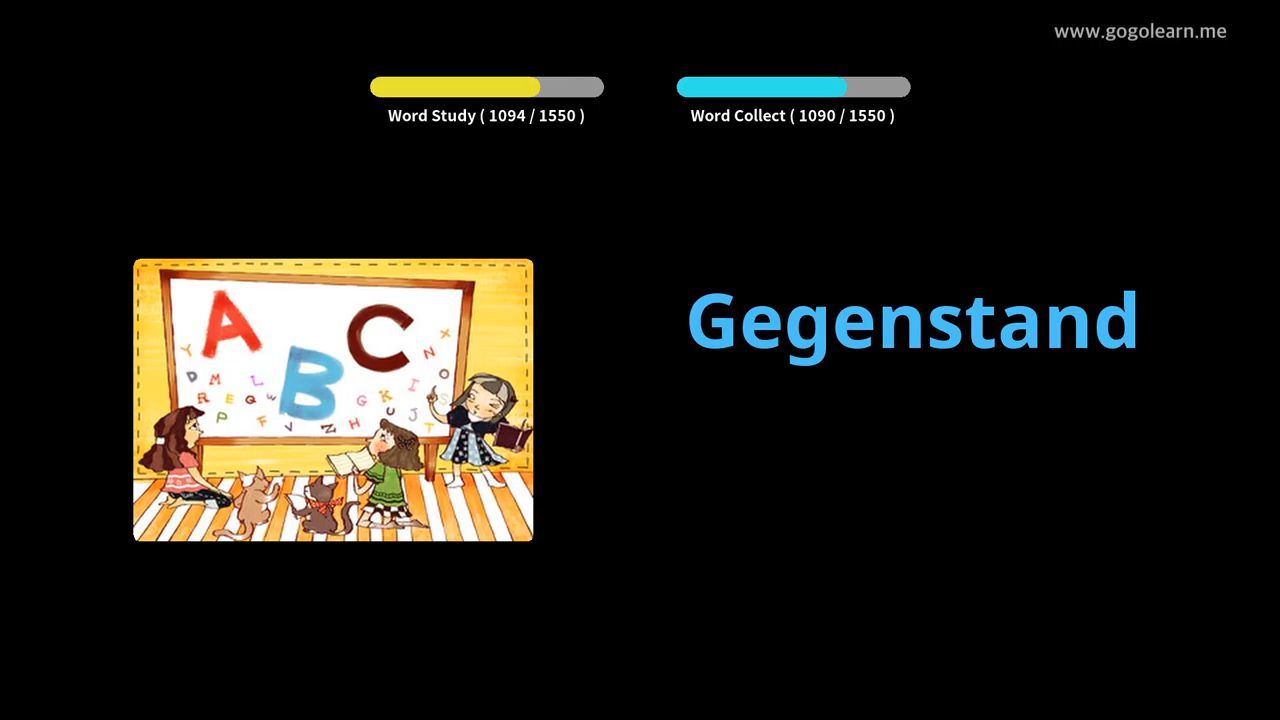 www.gogolearn.me
Word Study ( 1094 / 1550 )
Word Collect ( 1090 / 1550 )
Gegenstand
A
C
B
Y
X
N
D M L
O
R E Q W
G K I
S
P F V Z H U J T